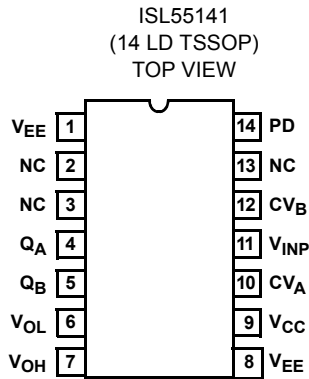 ISL55141
(14 LD TSSOP)
TOP VIEW
VEE 1 14 PD
NC 2 13 NC
NC 3 12 CVB
QA 4 11 VINP
QB 5 10 CVA
VOL 6 9 VCC
VOH 7 8 VEE